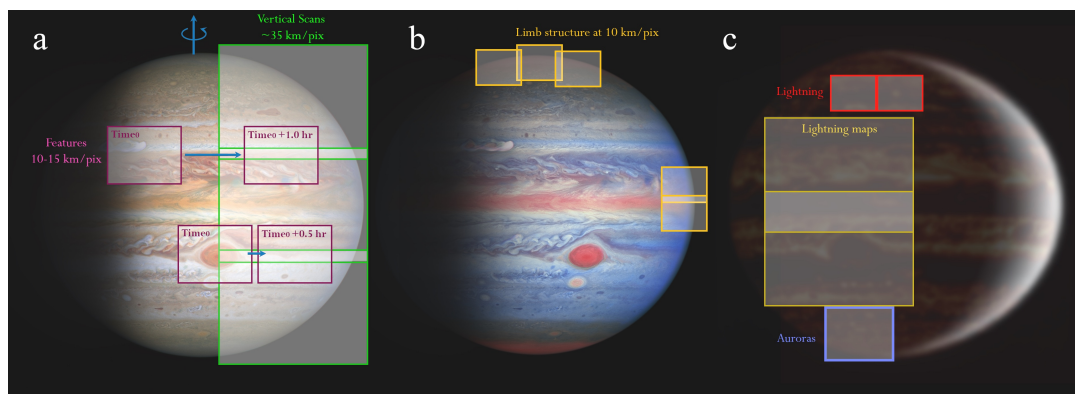 a
Vertical Scans
~35 km/pix
Features
10-15 km/pix
Time0
Time0 +1.0 hr
Time0
Time0 +0.5 hr
b
Limb structure at 10 km/pix
c
Lightning
Lightning maps
Auroras